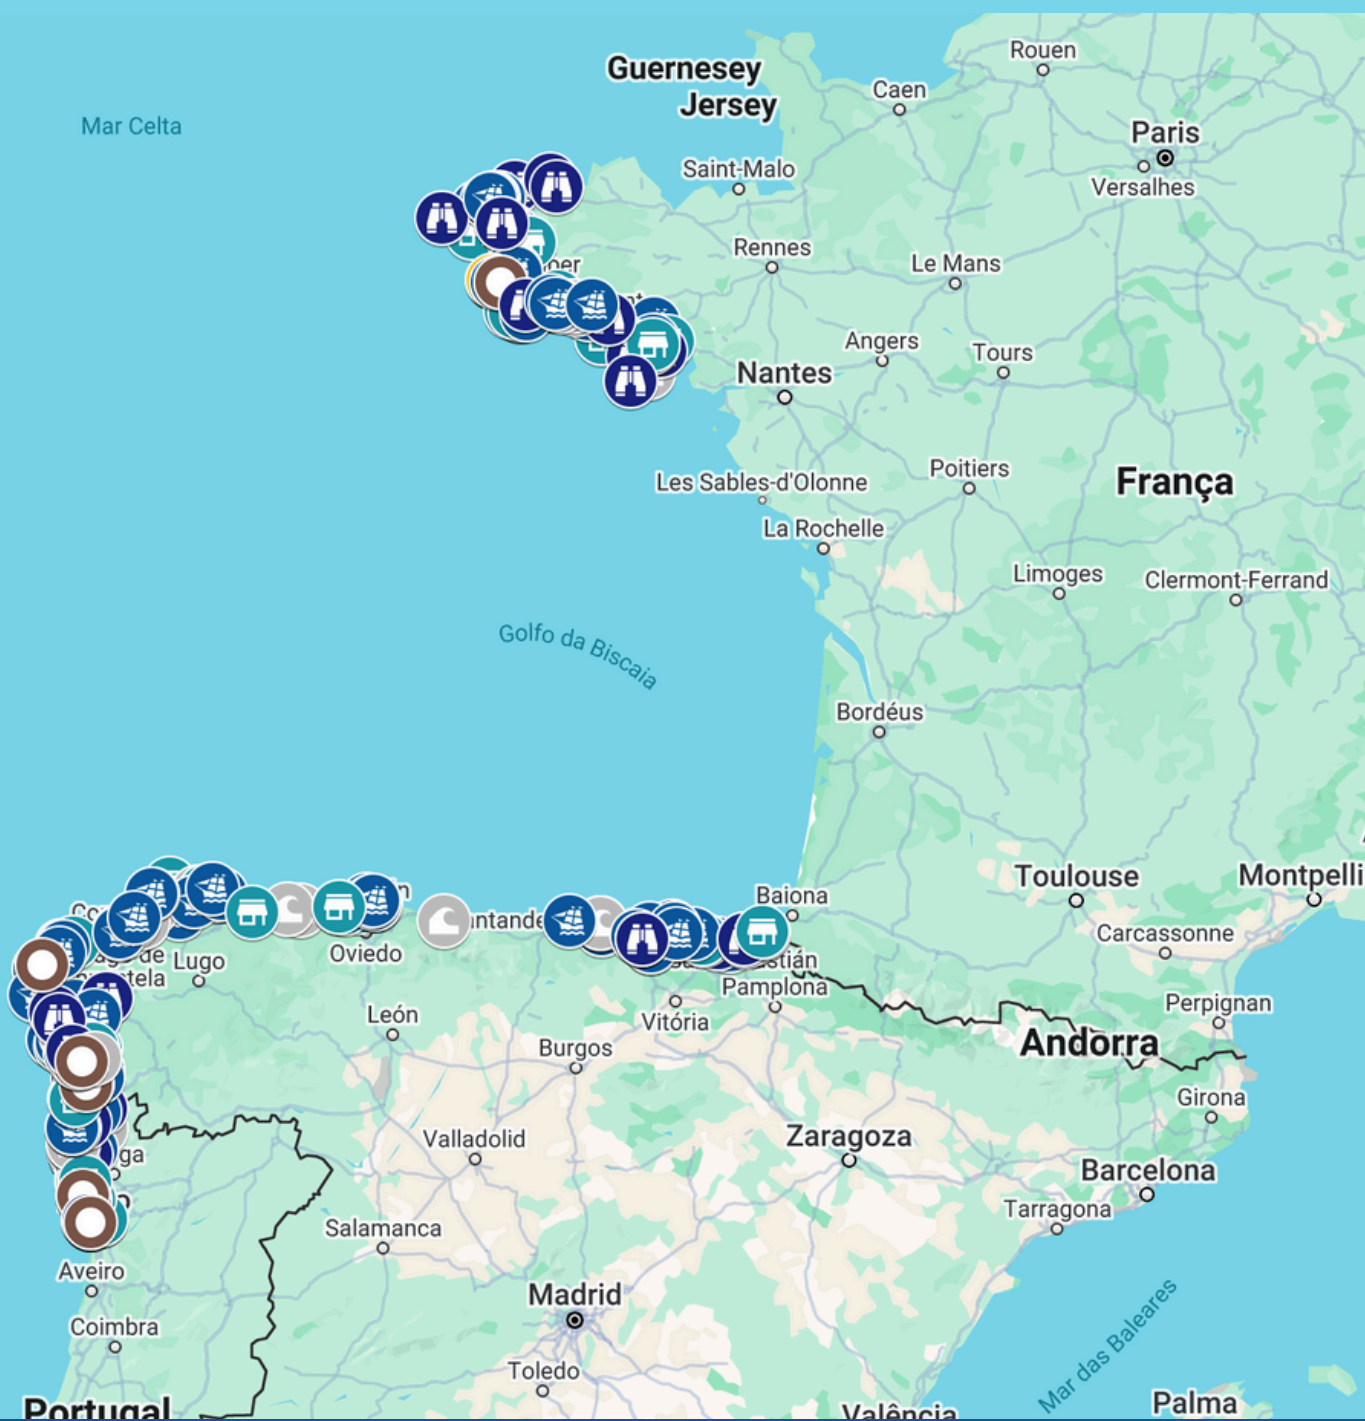 Rouen
Guernesey
Jersey
Caen
Mar Celta
Paris
Saint-Malo
Versalhes
Rennes
Le Mans
Angers
Tours
Nantes
Poitiers
Les Sables-d'Olonne
França
La Rochelle
Limoges
Clermont-Ferrand
Golfo da Biscaia
Bordéus
Toulouse
Montpelli
Baiona
Carcassonne
Oviedo
Lugo
Pamplona
Perpignan
León
Vitória
Andorra
Burgos
Girona
Valladolid
Zaragoza
Barcelona
Tarragona
Salamanca
Aveiro
Madrid
Coimbra
Mar das Baleares
Toledo
Portugal
Valência
Palma